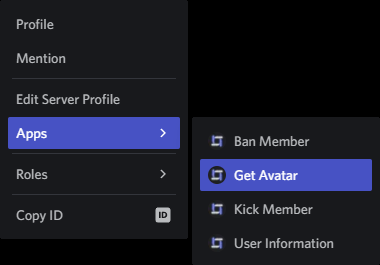 Profile
Mention
Edit Server Profile
Apps
Roles
Copy ID
ID
Ban Member
Get Avatar
Kick Member
User Information